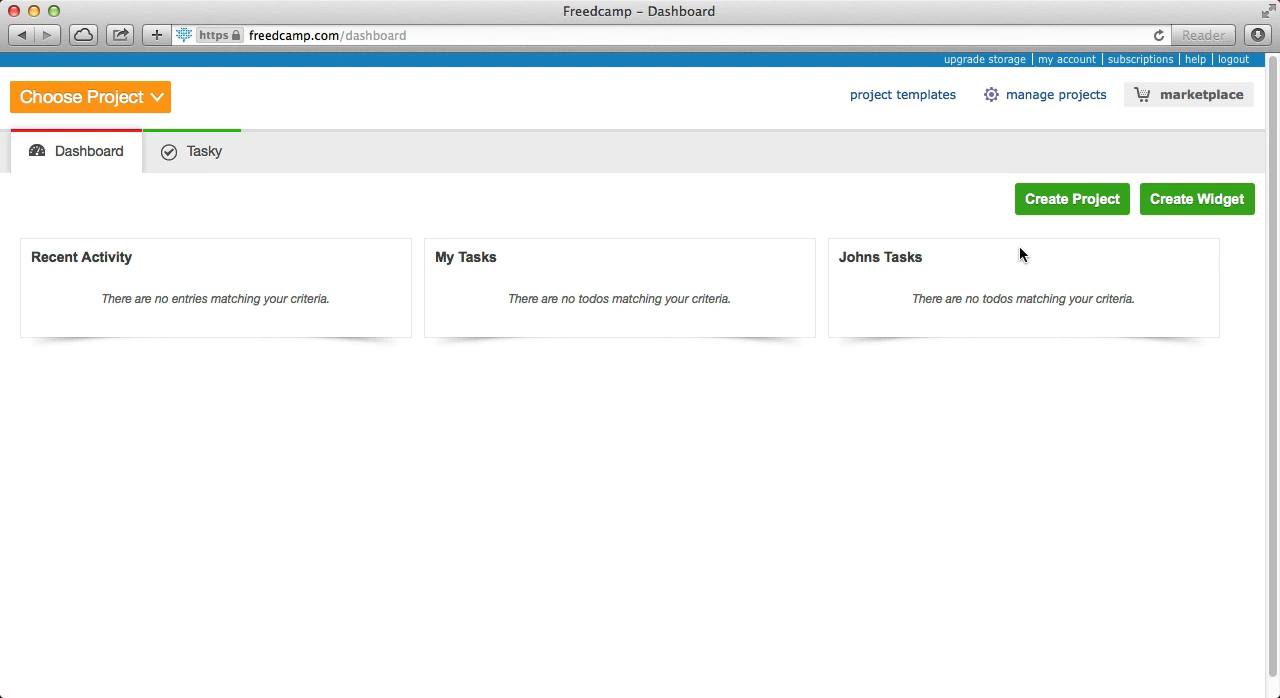 Freedcamp – Dashboard
https freedcamp.com/dashboard
Reader
upgrade storage | my account | subscriptions | help | logout
Choose Project
project templates
manage projects
marketplace
Dashboard
Tasky
Create Project
Create Widget
Recent Activity
There are no entries matching your criteria.
My Tasks
There are no todos matching your criteria.
Johns Tasks
There are no todos matching your criteria.